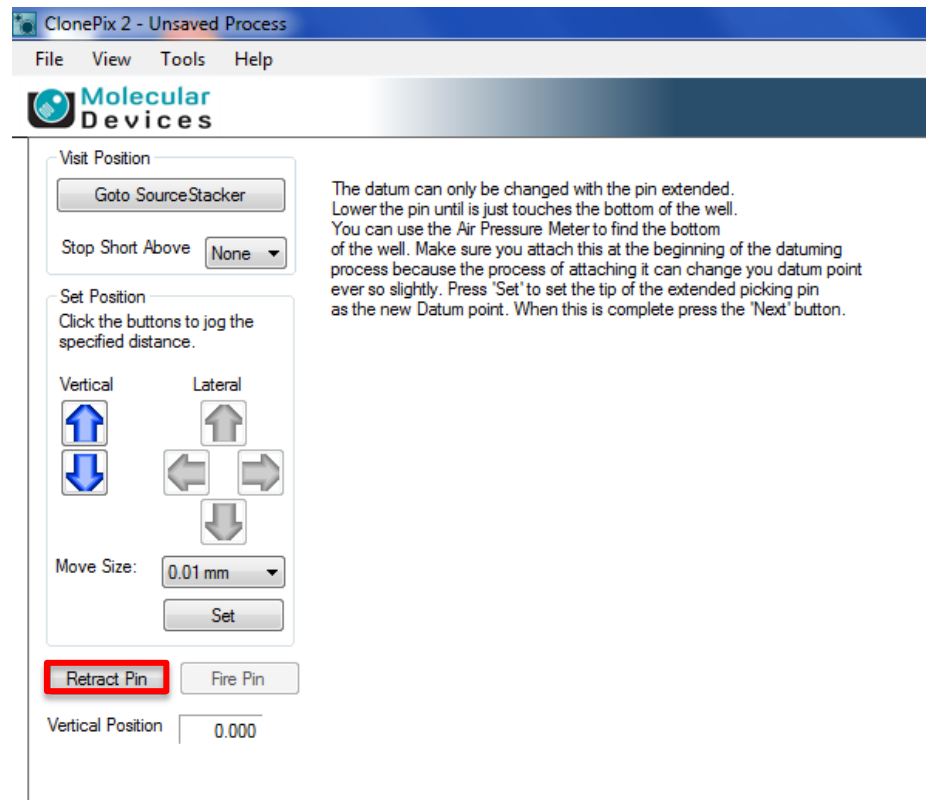 ClonePix 2 - Unsaved Process
File View Tools Help
Molecular
Devices
Visit Position
Goto SourceStacker
Stop Short Above None
Set Position
Click the buttons to jog the
specified distance.
Vertical Lateral
Move Size: 0.01 mm
Set
Retract Pin Fire Pin
Vertical Position 0.000
The datum can only be changed with the pin extended.
Lower the pin until is just touches the bottom of the well.
You can use the Air Pressure Meter to find the bottom
of the well. Make sure you attach this at the beginning of the datuming
process because the process of attaching it can change you datum point
ever so slightly. Press 'Set' to set the tip of the extended picking pin
as the new Datum point. When this is complete press the 'Next' button.